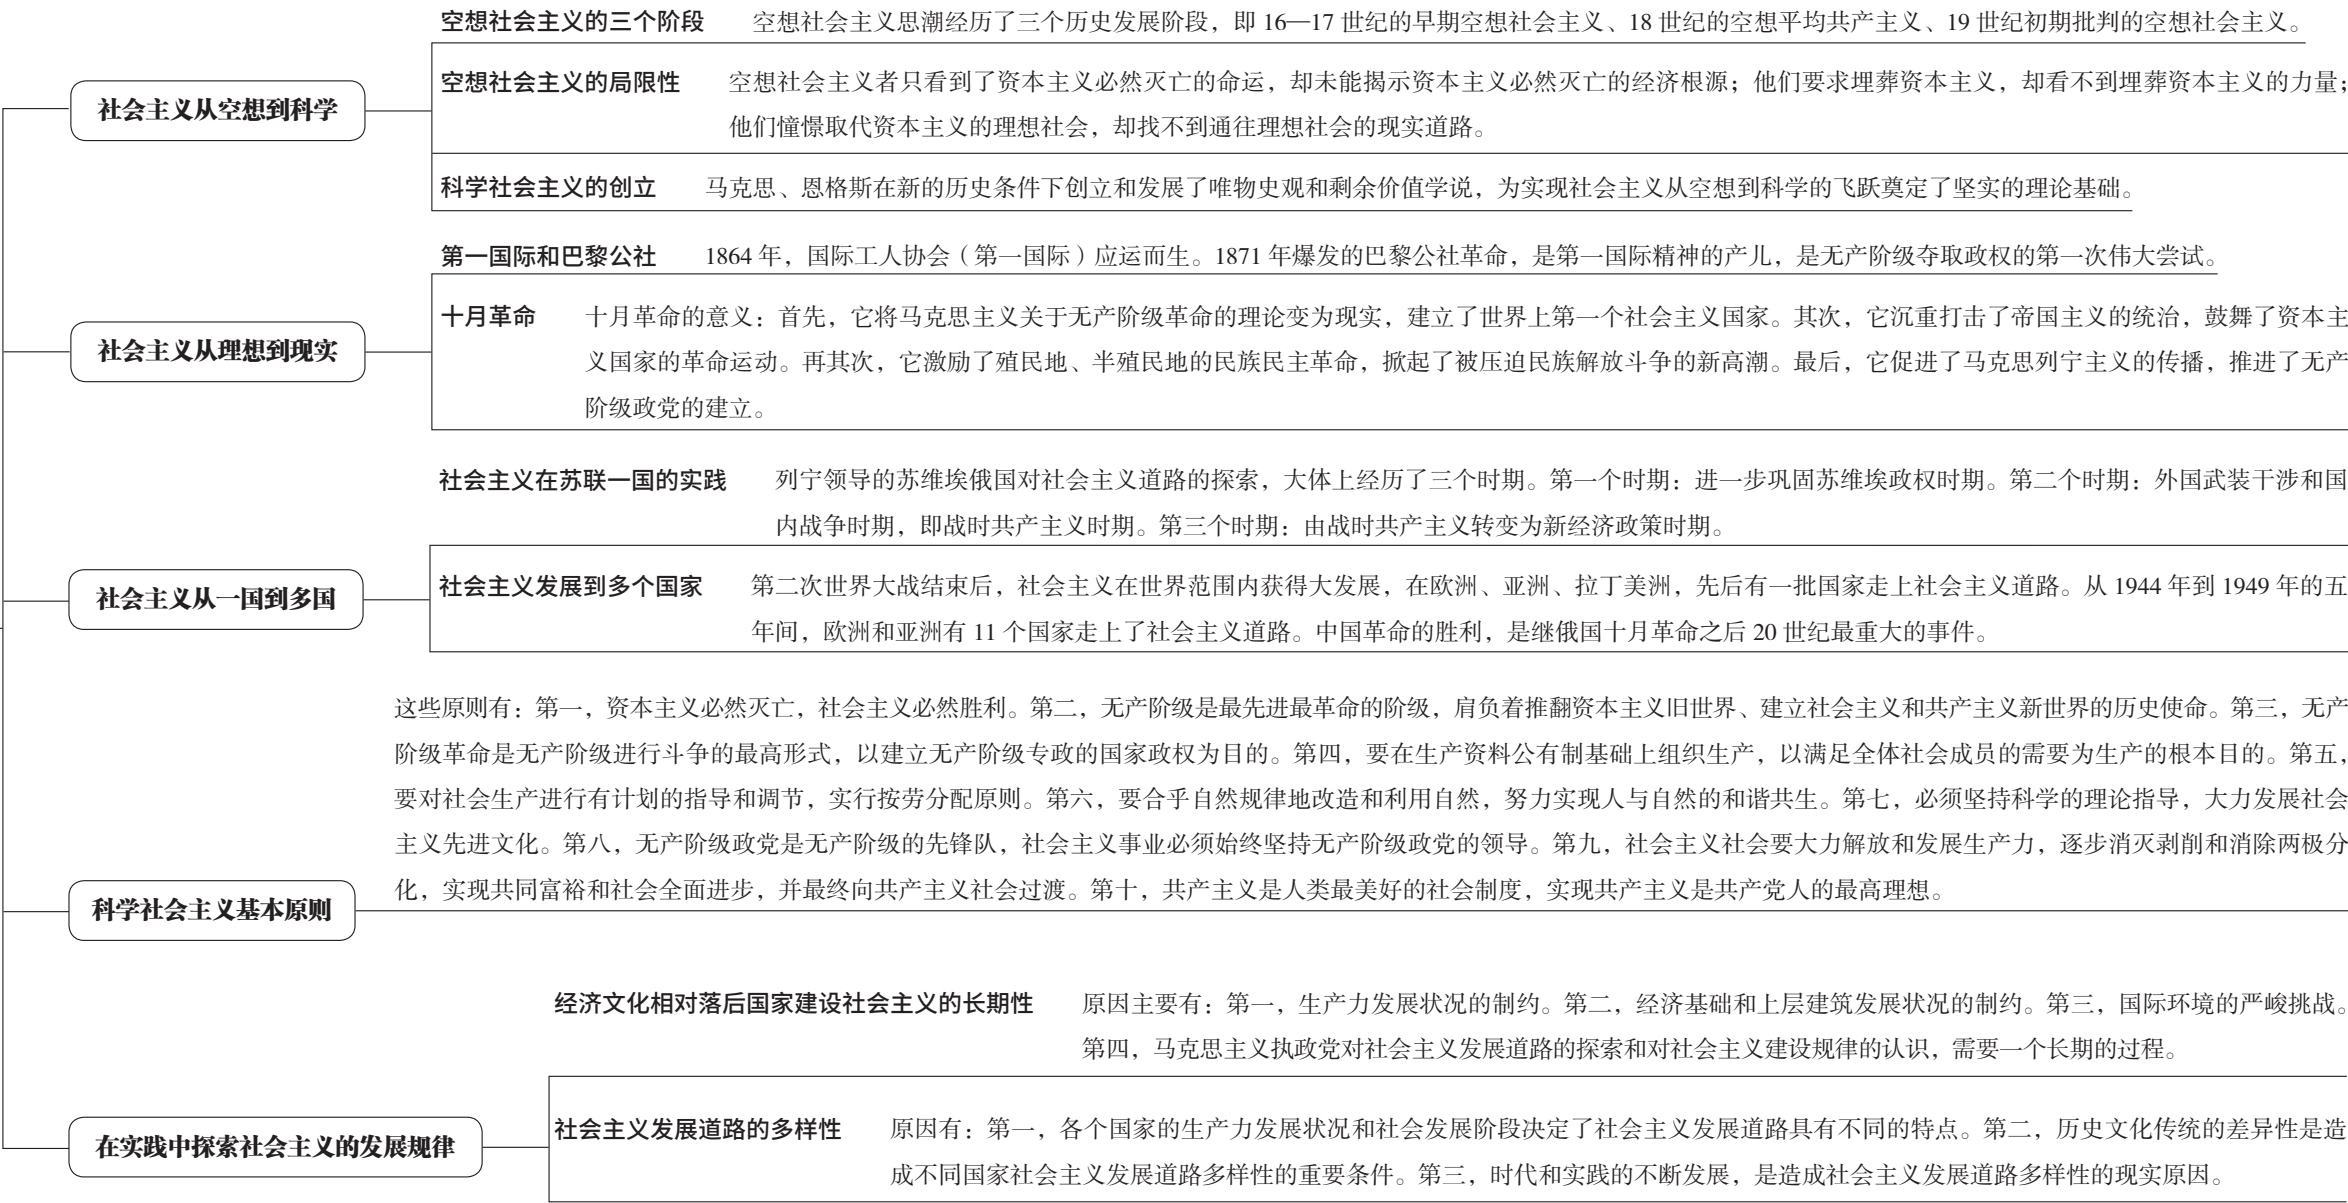 空想社会主义的三个阶段 空想社会主义思潮经历了三个历史发展阶段，即 16—17 世纪的早期空想社会主义、18 世纪的空想平均共产主义、19 世纪初期批判的空想社会主义。
社会主义从空想到科学
空想社会主义的局限性 空想社会主义者只看到了资本主义必然灭亡的命运，却未能揭示资本主义必然灭亡的经济根源；他们要求埋葬资本主义，却看不到埋葬资本主义的力量；
他们憧憬取代资本主义的理想社会，却找不到通往理想社会的现实道路。
科学社会主义的创立 马克思、恩格斯在新的历史条件下创立和发展了唯物史观和剩余价值学说，为实现社会主义从空想到科学的飞跃奠定了坚实的理论基础。
第一国际和巴黎公社 1864 年，国际工人协会（第一国际）应运而生。1871 年爆发的巴黎公社革命，是第一国际精神的产儿，是无产阶级夺取政权的第一次伟大尝试。
社会主义从理想到现实
十月革命 十月革命的意义：首先，它将马克思主义关于无产阶级革命的理论变为现实，建立了世界上第一个社会主义国家。其次，它沉重打击了帝国主义的统治，鼓舞了资本主
义国家的革命运动。再其次，它激励了殖民地、半殖民地的民族民主革命，掀起了被压迫民族解放斗争的新高潮。最后，它促进了马克思列宁主义的传播，推进了无产
阶级政党的建立。
社会主义在苏联一国的实践 列宁领导的苏维埃俄国对社会主义道路的探索，大体上经历了三个时期。第一个时期：进一步巩固苏维埃政权时期。第二个时期：外国武装干涉和国
内战争时期，即战时共产主义时期。第三个时期：由战时共产主义转变为新经济政策时期。
社会主义从一国到多国
社会主义发展到多个国家 第二次世界大战结束后，社会主义在世界范围内获得大发展，在欧洲、亚洲、拉丁美洲，先后有一批国家走上社会主义道路。从 1944 年到 1949 年的五
年间，欧洲和亚洲有 11 个国家走上了社会主义道路。中国革命的胜利，是继俄国十月革命之后 20 世纪最重大的事件。
这些原则有：第一，资本主义必然灭亡，社会主义必然胜利。第二，无产阶级是最先进最革命的阶级，肩负着推翻资本主义旧世界、建立社会主义和共产主义新世界的历史使命。第三，无产
阶级革命是无产阶级进行斗争的最高形式，以建立无产阶级专政的国家政权为目的。第四，要在生产资料公有制基础上组织生产，以满足全体社会成员的需要为生产的根本目的。第五，
要对社会生产进行有计划的指导和调节，实行按劳分配原则。第六，要合乎自然规律地改造和利用自然，努力实现人与自然的和谐共生。第七，必须坚持科学的理论指导，大力发展社会
主义先进文化。第八，无产阶级政党是无产阶级的先锋队，社会主义事业必须始终坚持无产阶级政党的领导。第九，社会主义社会要大力解放和发展生产力，逐步消灭剥削和消除两极分
化，实现共同富裕和社会全面进步，并最终向共产主义社会过渡。第十，共产主义是人类最美好的社会制度，实现共产主义是共产党人的最高理想。
科学社会主义基本原则
经济文化相对落后国家建设社会主义的长期性 原因主要有：第一，生产力发展状况的制约。第二，经济基础和上层建筑发展状况的制约。第三，国际环境的严峻挑战。
第四，马克思主义执政党对社会主义发展道路的探索和对社会主义建设规律的认识，需要一个长期的过程。
在实践中探索社会主义的发展规律
社会主义发展道路的多样性 原因有：第一，各个国家的生产力发展状况和社会发展阶段决定了社会主义发展道路具有不同的特点。第二，历史文化传统的差异性是造
成不同国家社会主义发展道路多样性的重要条件。第三，时代和实践的不断发展，是造成社会主义发展道路多样性的现实原因。